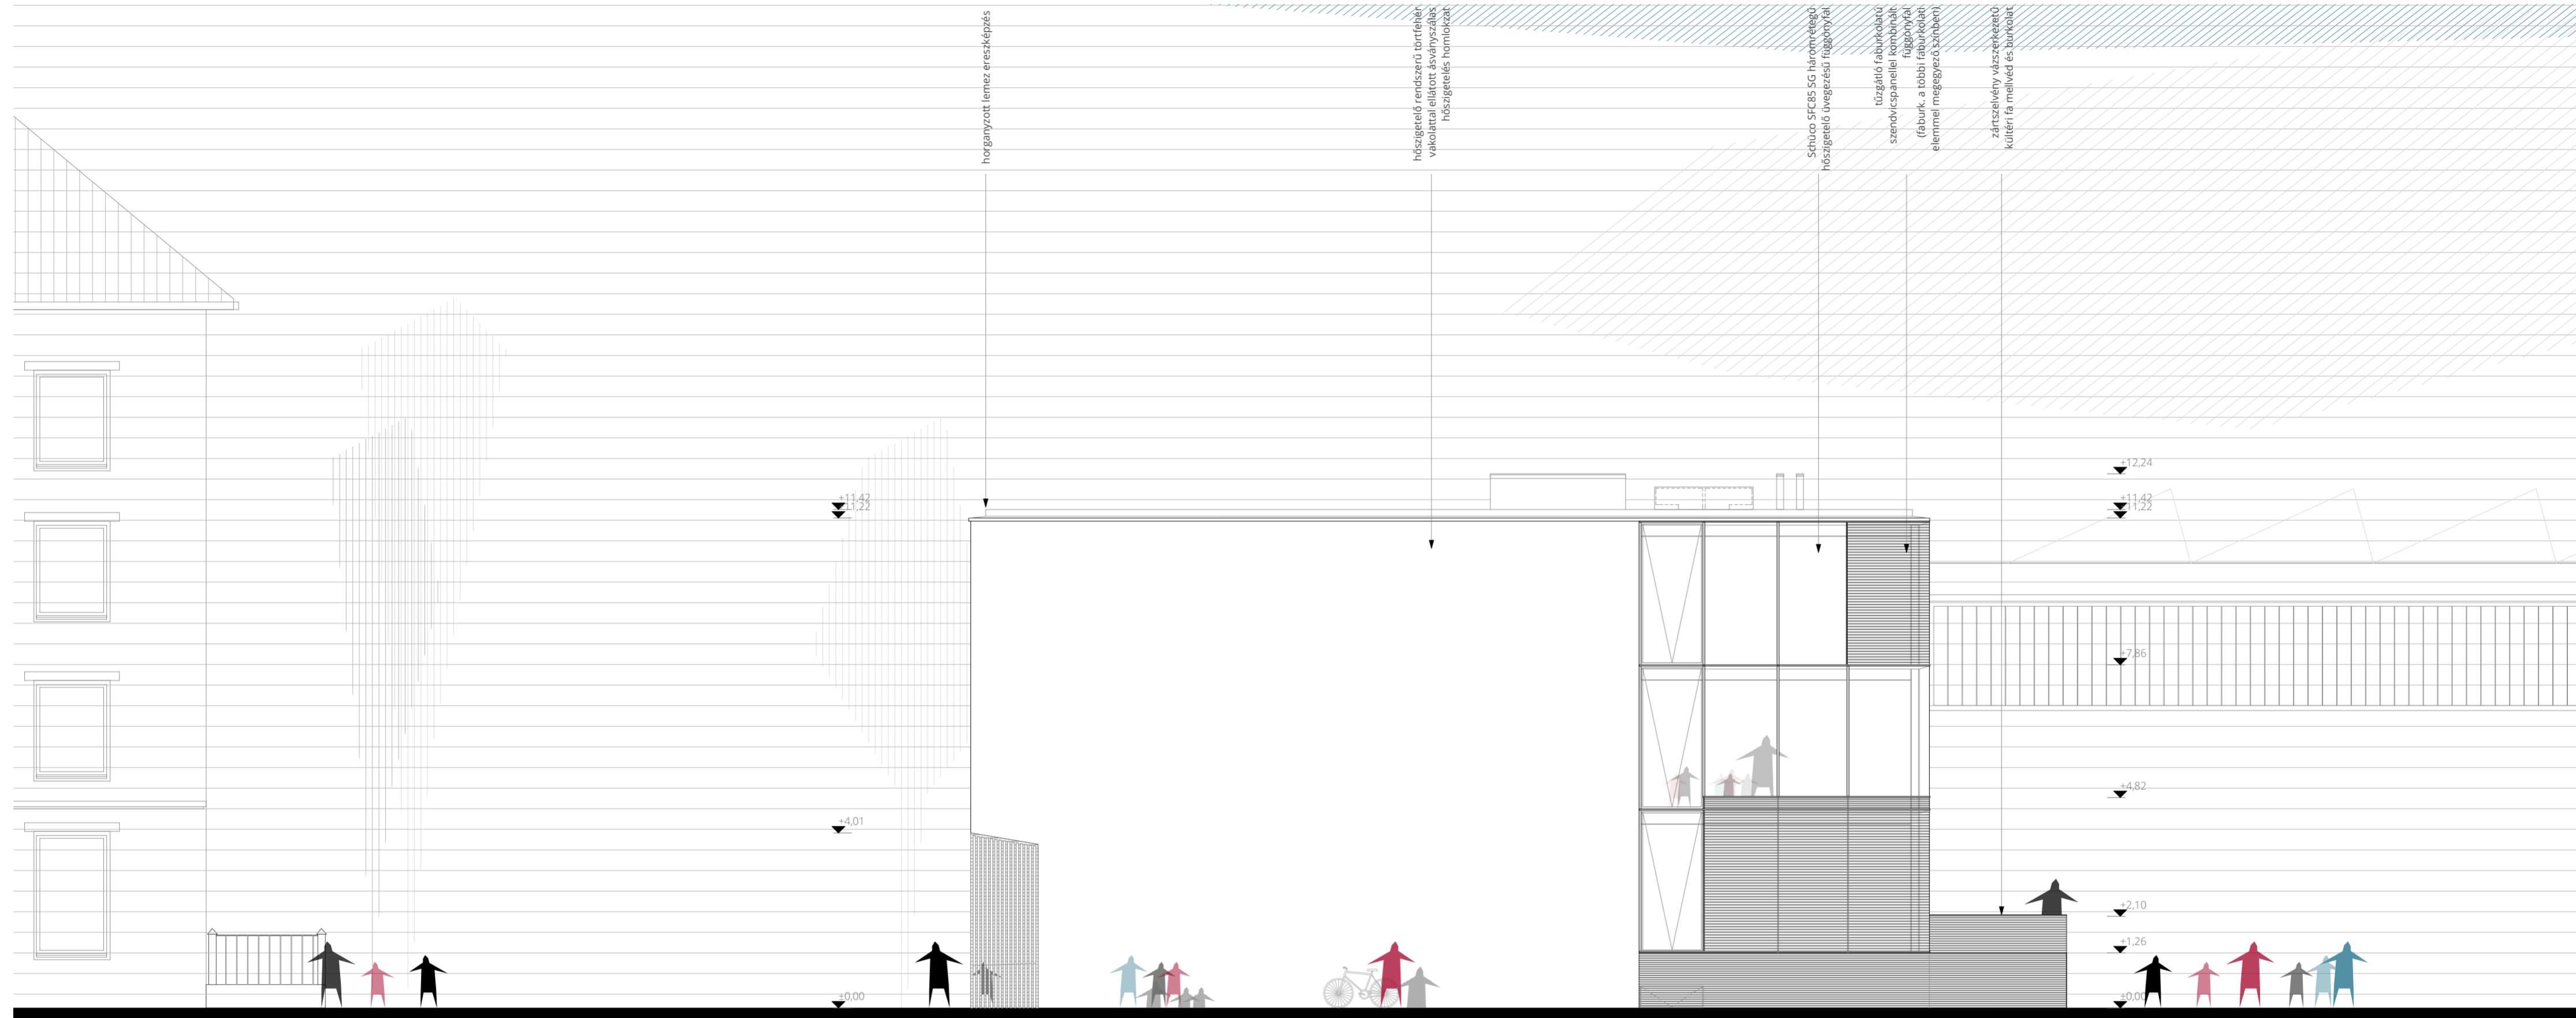 horganyzott lemez ereszképzés
hőszigetelő rendszerű törtfehér
vakolattal ellátott ásványszálas
hőszigetelés homlokzat
Schüco SFC85 SG háromrétegű
hőszigetelő üvegezésű függönyfal
tűzgátló faburkolatú
szendvicspanellel kombinált
függönyfal
(faburk. a többi faburkolati
elemmel megegyező színben)
zártszelvény vázszerkezetű
kültéri fa mellvéd és burkolat
+11,42
+11,22
+4,01
±0,00
+12,24
+11,42
+11,22
+7,86
+4,82
+2,10
+1,26
±0,00